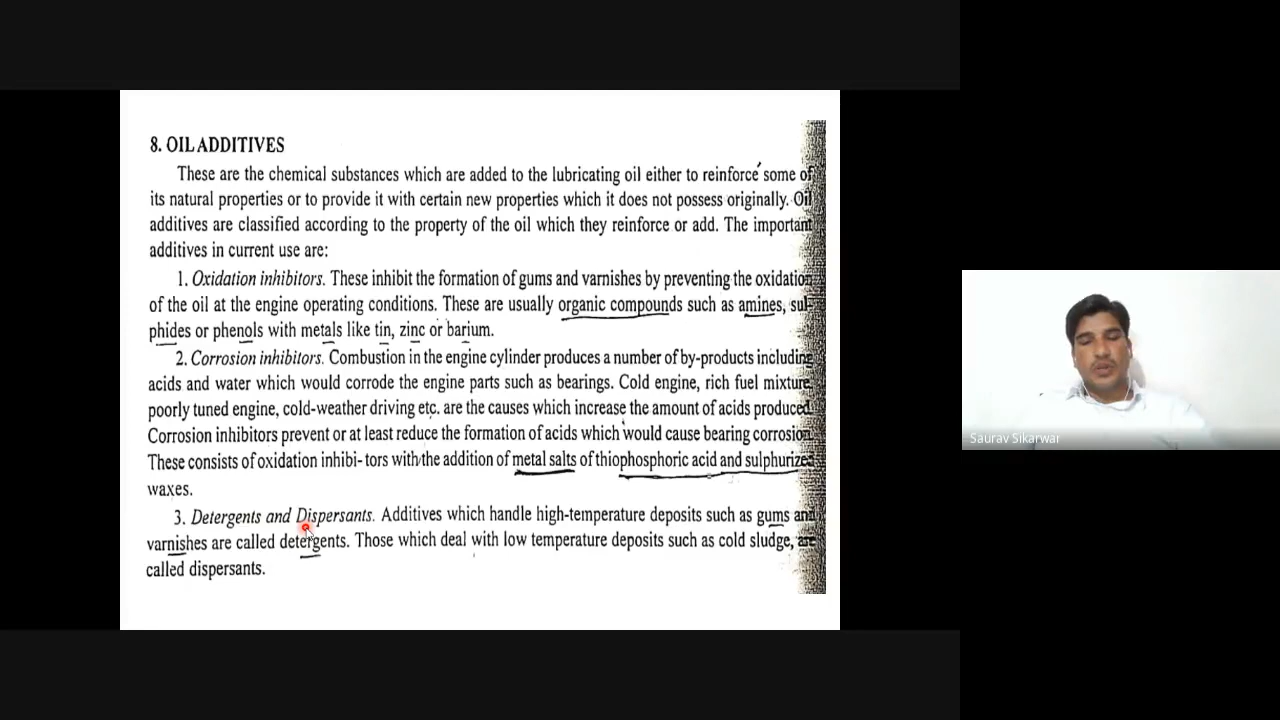 8. OIL ADDITIVES
These are the chemical substances which are added to the lubricating oil either to reinforce some of
its natural properties or to provide it with certain new properties which it does not possess originally. Oil
additives are classified according to the property of the oil which they reinforce or add. The important
additives in current use are:
1. Oxidation inhibitors. These inhibit the formation of gums and varnishes by preventing the oxidation
of the oil at the engine operating conditions. These are usually organic compounds such as amines, sul-
phides or phenols with metals like tin, zinc or barium.
2. Corrosion inhibitors. Combustion in the engine cylinder produces a number of by-products including
acids and water which would corrode the engine parts such as bearings. Cold engine, rich fuel mixture,
poorly tuned engine, cold-weather driving etc. are the causes which increase the amount of acids produced.
Corrosion inhibitors prevent or at least reduce the formation of acids which would cause bearing corrosion.
These consists of oxidation inhibi- tors with the addition of metal salts of thiophosphoric acid and sulphurized
waxes.
3. Detergents and Dispersants. Additives which handle high-temperature deposits such as gums and
varnishes are called detergents. Those which deal with low temperature deposits such as cold sludge, are
called dispersants.
Saurav Sikarwar